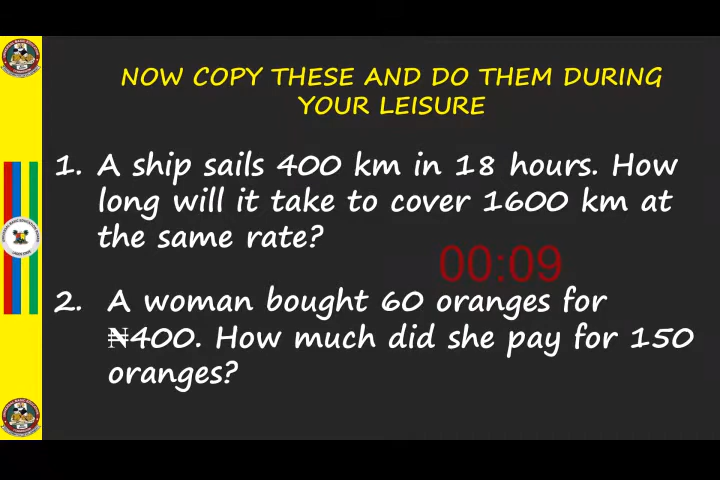 NOW COPY THESE AND DO THEM DURING
YOUR LEISURE
1. A ship sails 400 km in 18 hours. How
long will it take to cover 1600 km at
the same rate?
00:09
2. A woman bought 60 oranges for
₦400. How much did she pay for 150
oranges?